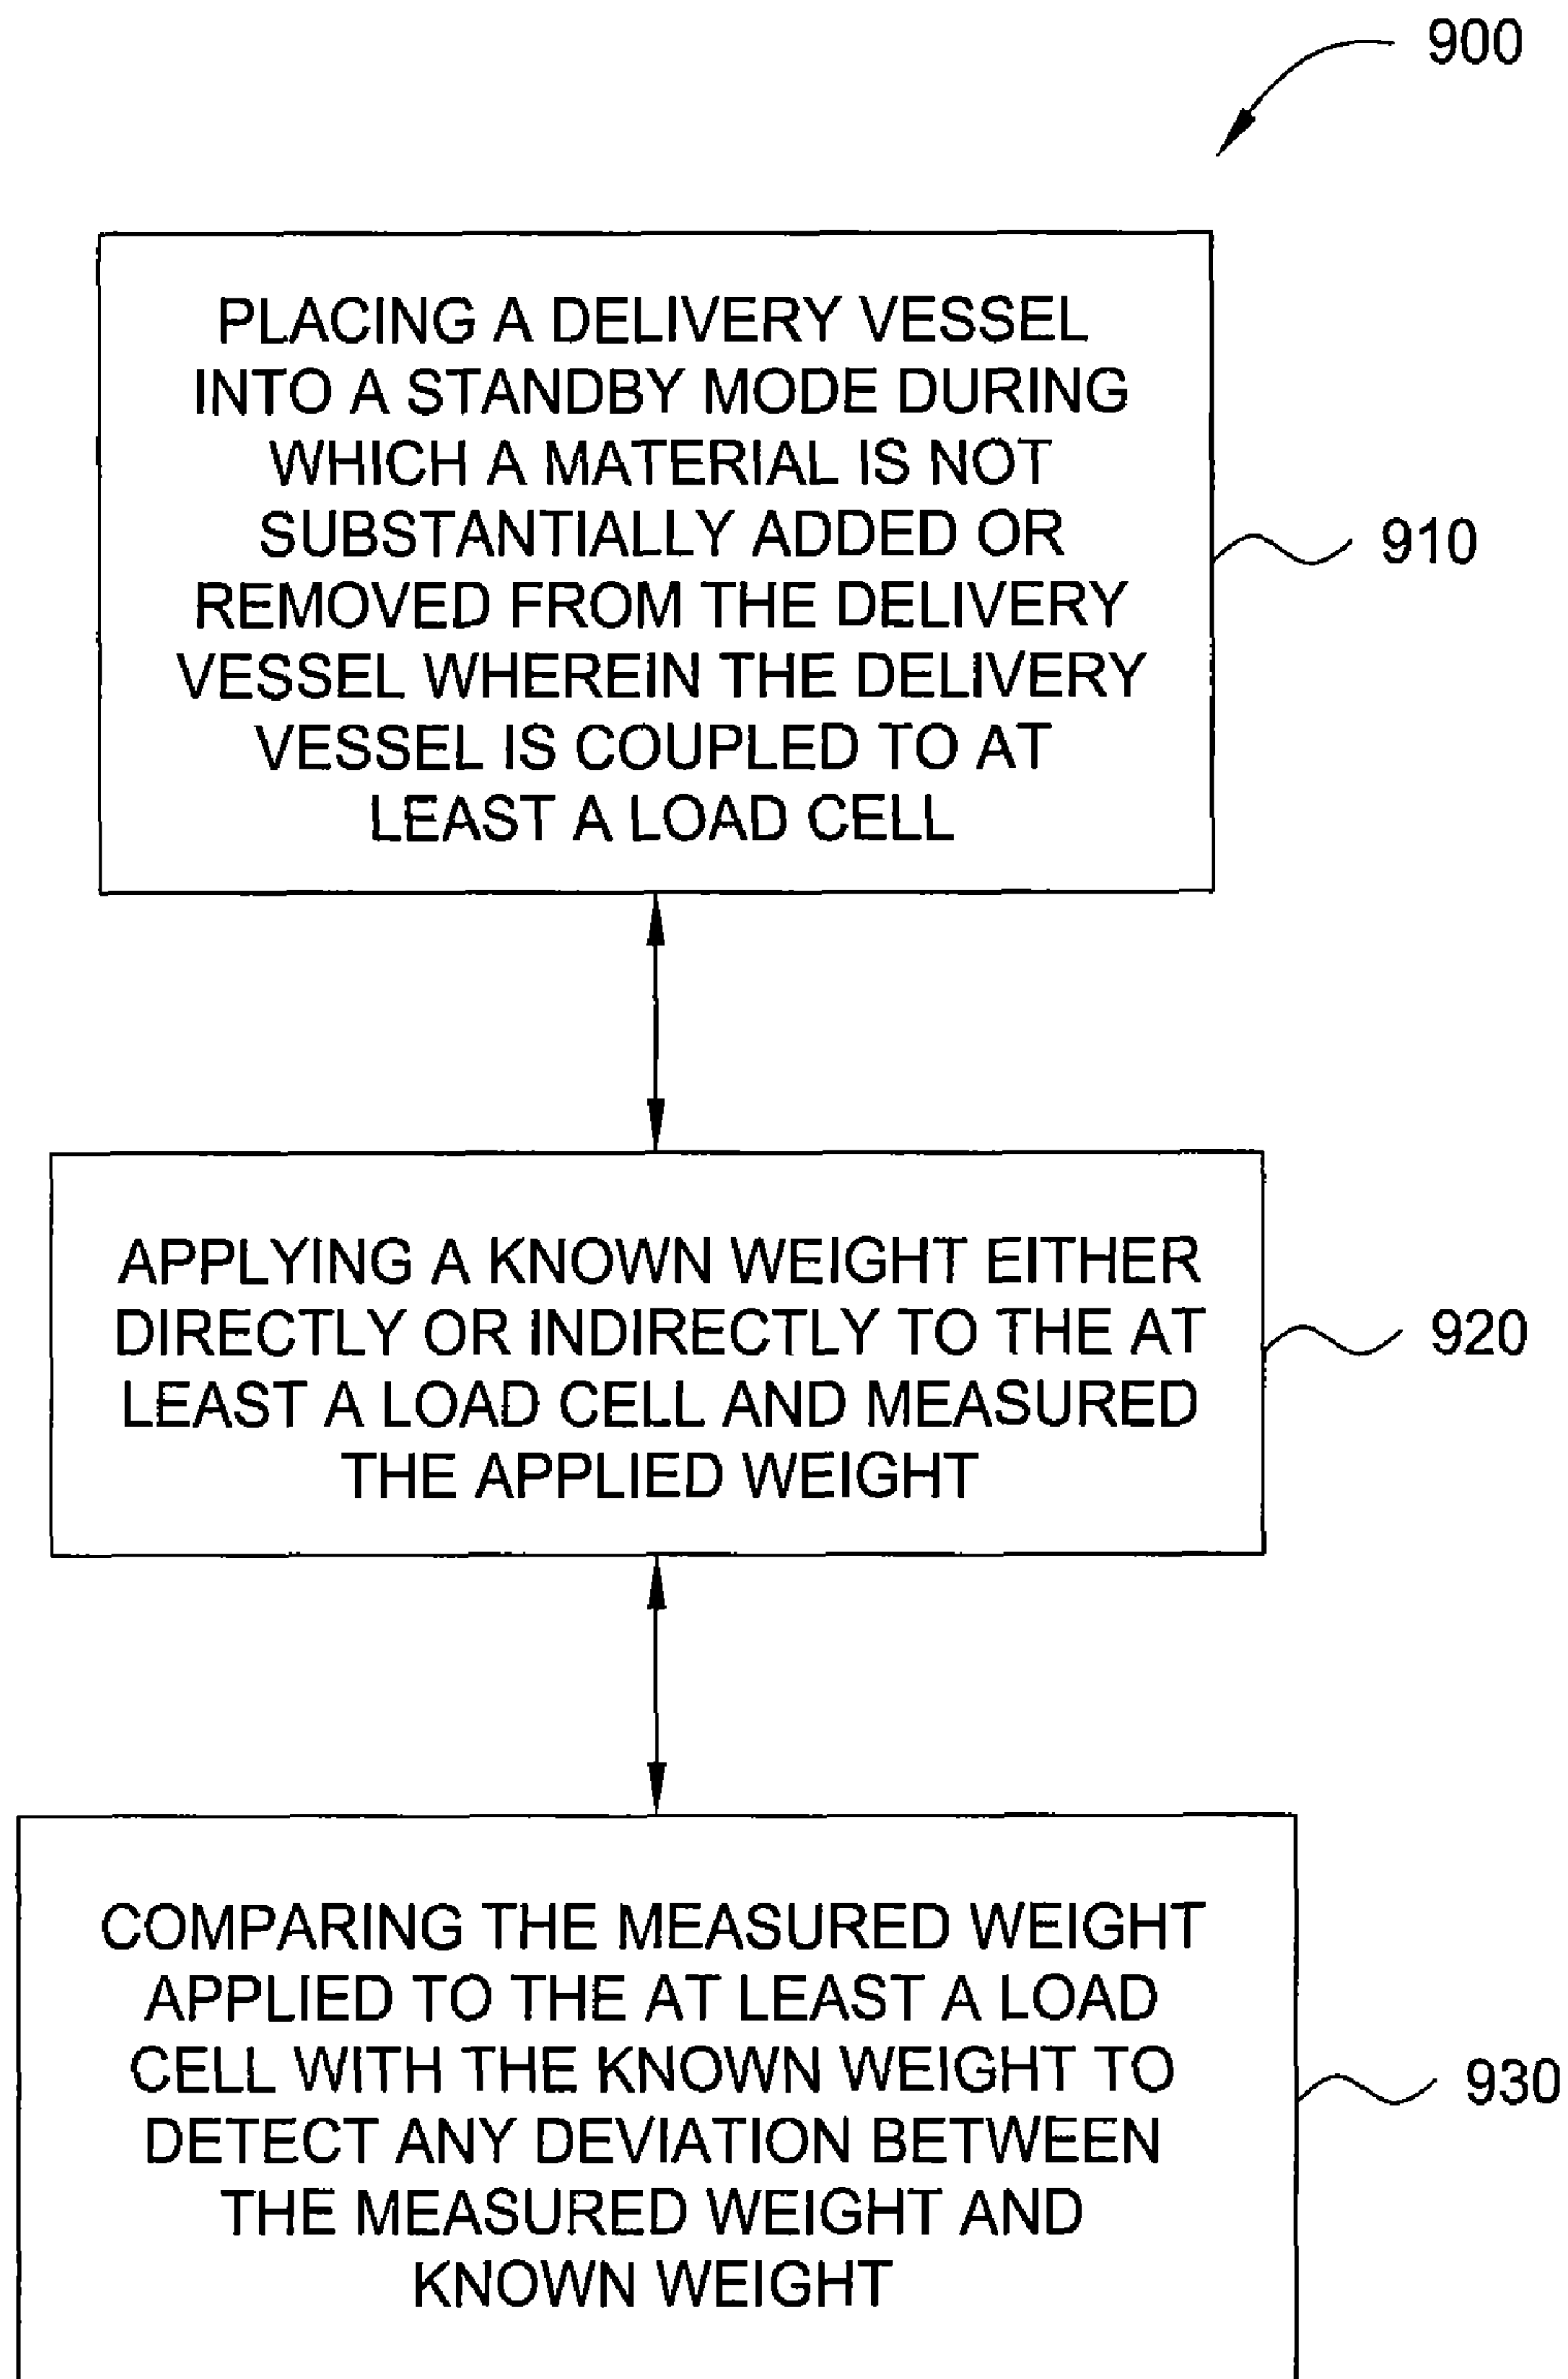 900
PLACING A DELIVERY VESSEL
INTO A STANDBY MODE DURING
WHICH A MATERIAL IS NOT
SUBSTANTIALLY ADDED OR
REMOVED FROM THE DELIVERY
VESSEL WHEREIN THE DELIVERY
VESSEL IS COUPLED TO AT
LEAST A LOAD CELL
910
APPLYING A KNOWN WEIGHT EITHER
DIRECTLY OR INDIRECTLY TO THE AT
LEAST A LOAD CELL AND MEASURED
THE APPLIED WEIGHT
920
COMPARING THE MEASURED WEIGHT
APPLIED TO THE AT LEAST A LOAD
CELL WITH THE KNOWN WEIGHT TO
DETECT ANY DEVIATION BETWEEN
THE MEASURED WEIGHT AND
KNOWN WEIGHT
930